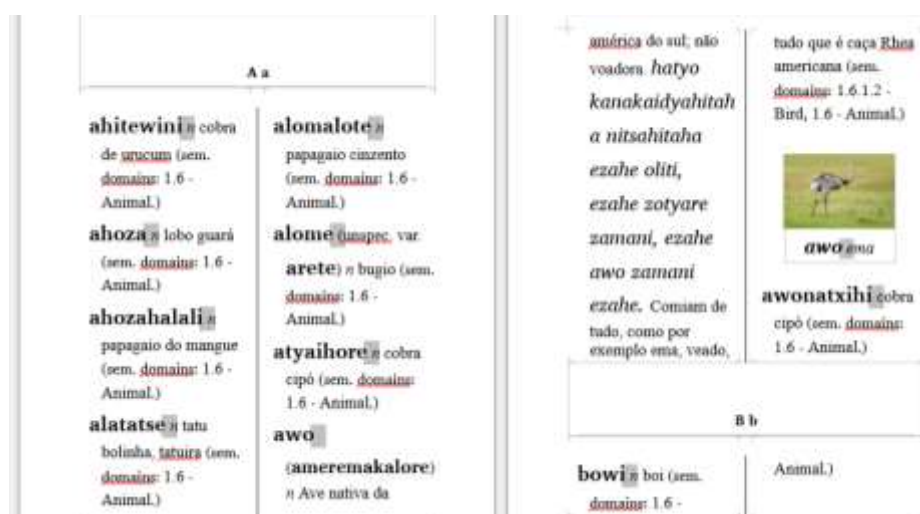 A a
ahitewini n cobra
de urucum (sem.
domains: 1.6 -
Animal.)
ahoza n lobo guará
(sem. domains: 1.6 -
Animal.)
ahozahalali n
papagaio do mangue
(sem. domains: 1.6 -
Animal.)
alatatse n tatu
bolinha, tatuira (sem.
domains: 1.6 -
Animal.)
alomalote n
papagaio cinzento
(sem. domains: 1.6 -
Animal.)
alome (unspec. var.
arete) n bugio (sem.
domains: 1.6 -
Animal.)
atyaihore n cobra
cipó (sem. domains:
1.6 - Animal.)
awo
(ameremakalore)
n Ave nativa da
américa do sul; não
voadora. hatyo
kanakaidyahitah
a nitsahitaha
ezahe oliti,
ezahe zotyare
zamani, ezahe
awo zamani
ezahe. Comiam de
tudo, como por
exemplo ema, veado,
tudo que é caça Rhea
americana (sem.
domains: 1.6.1.2 -
Bird, 1.6 - Animal.)
awo ema
awonatxihi cobra
cipó (sem. domains:
1.6 - Animal.)
B b
bowi n boi (sem.
domains: 1.6 -
Animal.)